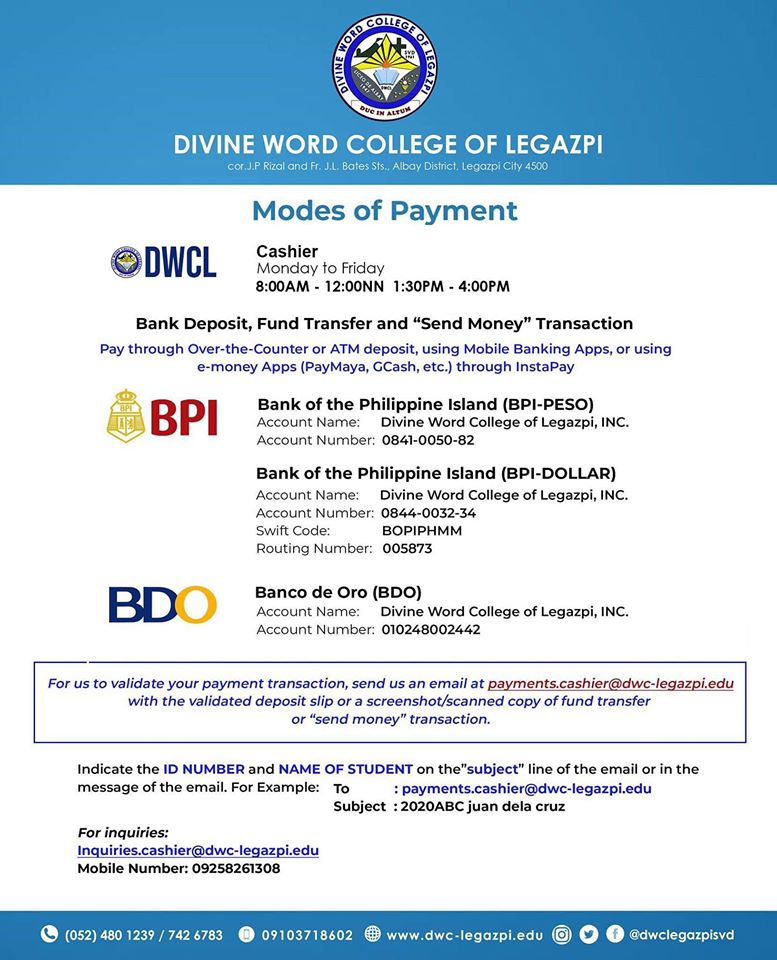 DIVINE WORD COLLEGE OF LEGAZPI
SVD
1961
LICEO DE ALBAY
1947
DWCL
DUC IN ALTUM
DIVINE WORD COLLEGE OF LEGAZPI
cor.J.P Rizal and Fr. J.L. Bates Sts., Albay District, Legazpi City 4500
Modes of Payment
DWCL
Cashier
Monday to Friday
8:00AM - 12:00NN 1:30PM - 4:00PM
Bank Deposit, Fund Transfer and “Send Money” Transaction
Pay through Over-the-Counter or ATM deposit, using Mobile Banking Apps, or using
e-money Apps (PayMaya, GCash, etc.) through InstaPay
BPI
BPI
Bank of the Philippine Island (BPI-PESO)
Account Name: Divine Word College of Legazpi, INC.
Account Number: 0841-0050-82
Bank of the Philippine Island (BPI-DOLLAR)
Account Name: Divine Word College of Legazpi, INC.
Account Number: 0844-0032-34
Swift Code: BOPIPHMM
Routing Number: 005873
BDO
Banco de Oro (BDO)
Account Name: Divine Word College of Legazpi, INC.
Account Number: 010248002442
For us to validate your payment transaction, send us an email at payments.cashier@dwc-legazpi.edu
with the validated deposit slip or a screenshot/scanned copy of fund transfer
or “send money” transaction.
Indicate the ID NUMBER and NAME OF STUDENT on the”subject” line of the email or in the
message of the email. For Example: To : payments.cashier@dwc-legazpi.edu
Subject : 2020ABC juan dela cruz
For inquiries:
Inquiries.cashier@dwc-legazpi.edu
Mobile Number: 09258261308
(052) 480 1239 / 742 6783 09103718602 www.dwc-legazpi.edu @dwclegazpisvd